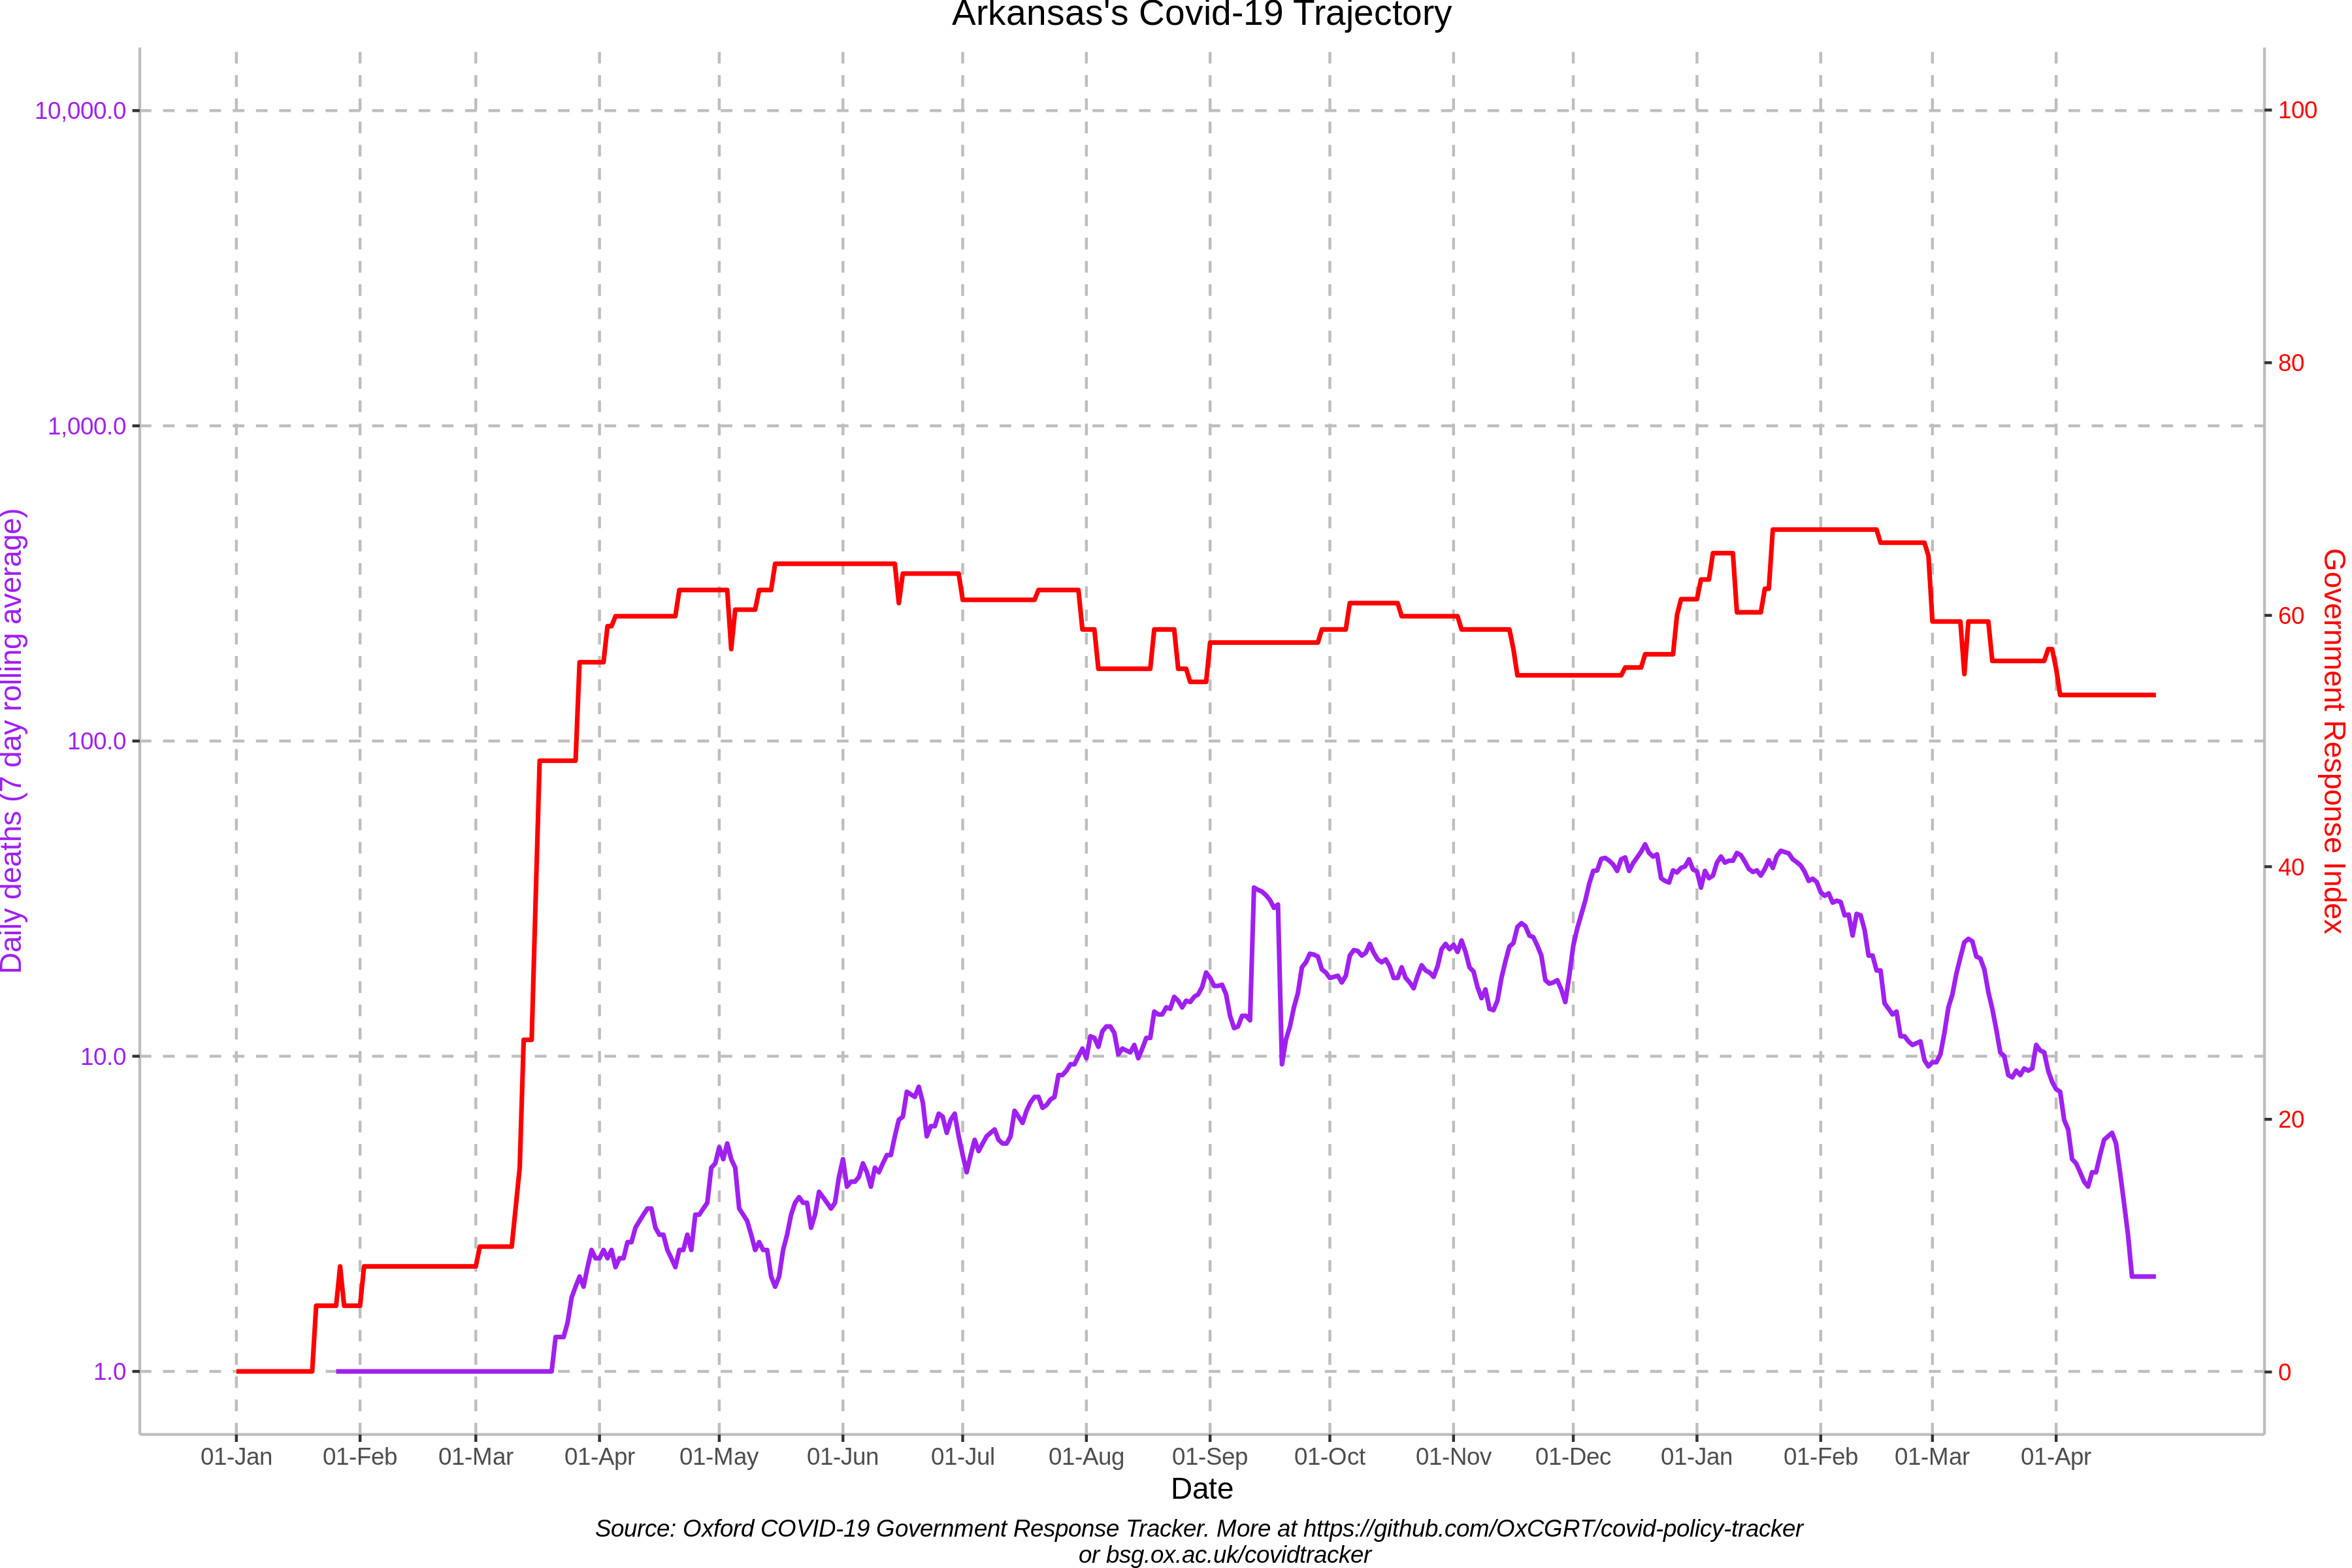 Arkansas's Covid-19 Trajectory
10,000.0
1,000.0
100.0
10.0
1.0
Daily deaths (7 day rolling average)
100
80
60
40
20
0
Government Response Index
01-Jan 01-Feb 01-Mar 01-Apr 01-May 01-Jun 01-Jul 01-Aug 01-Sep 01-Oct 01-Nov 01-Dec 01-Jan 01-Feb 01-Mar 01-Apr
Date
Source: Oxford COVID-19 Government Response Tracker. More at https://github.com/OxCGRT/covid-policy-tracker
or bsg.ox.ac.uk/covidtracker